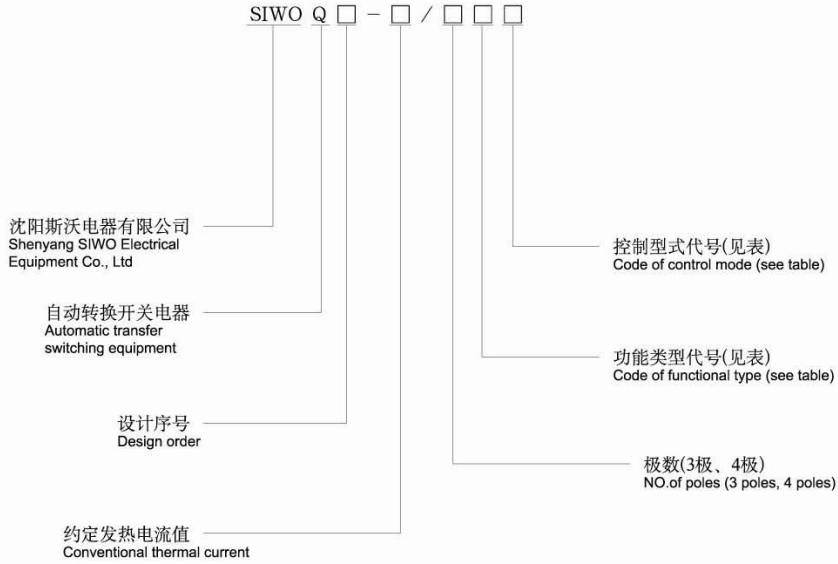 SIWO Q □ - □ / □ □ □
沈阳斯沃电器有限公司
Shenyang SIWO Electrical
Equipment Co., Ltd
自动转换开关电器
Automatic transfer
switching equipment
设计序号
Design order
约定发热电流值
Conventional thermal current
控制型式代号(见表)
Code of control mode (see table)
功能类型代号(见表)
Code of functional type (see table)
极数(3极、4极)
NO.of poles (3 poles, 4 poles)